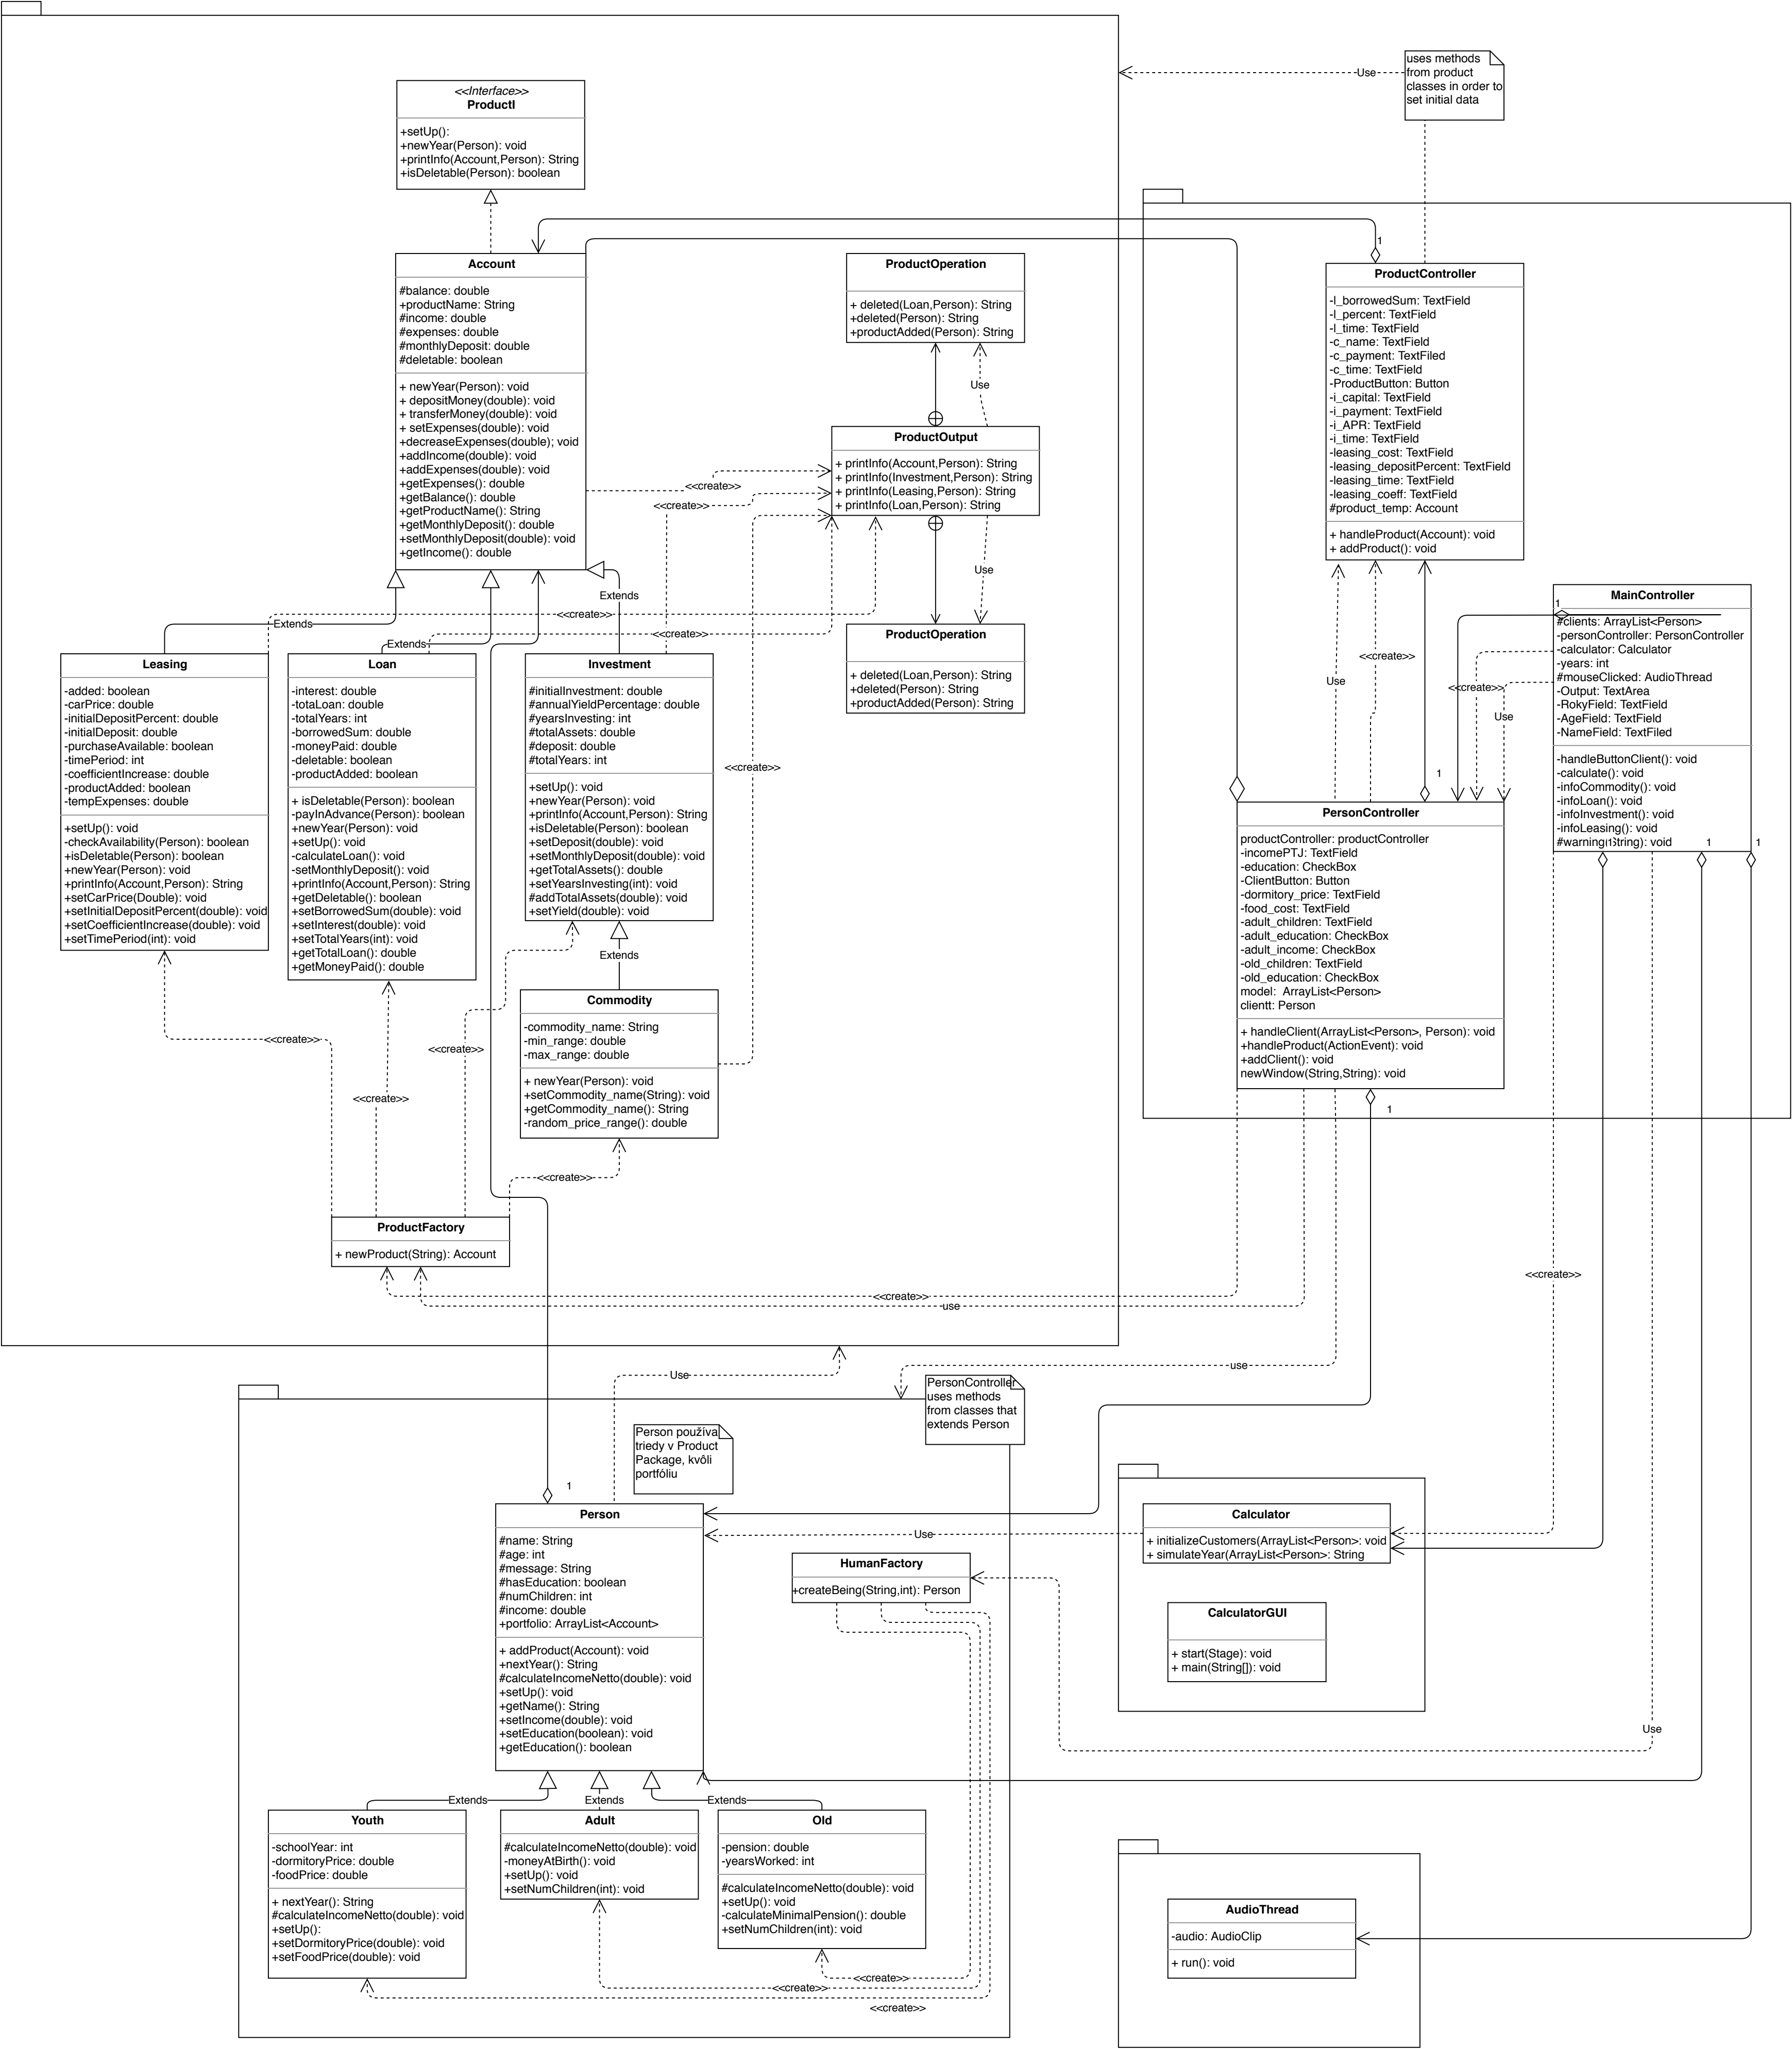 <<Interface>>
ProductI
+setUp():
+newYear(Person): void
+printInfo(Account,Person): String
+isDeletable(Person): boolean
Use
uses methods
from product
classes in order to
set initial data
Account
#balance: double
+productName: String
#income: double
#expenses: double
#monthlyDeposit: double
#deletable: boolean
+ newYear(Person): void
+ depositMoney(double): void
+ transferMoney(double): void
+ setExpenses(double): void
+decreaseExpenses(double); void
+addIncome(double): void
+addExpenses(double): void
+getExpenses(): double
+getBalance(): double
+getProductName(): String
+getMonthlyDeposit(): double
+setMonthlyDeposit(double): void
+getIncome(): double
ProductOperation
+ deleted(Loan,Person): String
+deleted(Person): String
+productAdded(Person): String
Use
ProductOutput
+ printInfo(Account,Person): String
+ printInfo(Investment,Person): String
+ printInfo(Leasing,Person): String
+ printInfo(Loan,Person): String
<<create>>
<<create>>
Use
ProductOperation
+ deleted(Loan,Person): String
+deleted(Person): String
+productAdded(Person): String
1
ProductController
-l_borrowedSum: TextField
-l_percent: TextField
-l_time: TextField
-c_name: TextField
-c_payment: TextFiled
-c_time: TextField
-ProductButton: Button
-i_capital: TextField
-i_payment: TextField
-i_APR: TextField
-i_time: TextField
-leasing_cost: TextField
-leasing_depositPercent: TextField
-leasing_time: TextField
-leasing_coeff: TextField
#product_temp: Account
+ handleProduct(Account): void
+ addProduct(): void
MainController
1
#clients: ArrayList<Person>
-personController: PersonController
-calculator: Calculator
-years: int
#mouseClicked: AudioThread
-Output: TextArea
-RokyField: TextField
-AgeField: TextField
-NameField: TextFiled
-handleButtonClient(): void
-calculate(): void
-infoCommodity(): void
-infoLoan(): void
-infoInvestment(): void
-infoLeasing(): void
#warning(String): void
1
1
1
<<create>>
Use
<<create>>
Use
1
Extends
Extends
Extends
<<create>>
<<create>>
Leasing
-added: boolean
-carPrice: double
-initialDepositPercent: double
-initialDeposit: double
-purchaseAvailable: boolean
-timePeriod: int
-coefficientIncrease: double
-productAdded: boolean
-tempExpenses: double
+setUp(): void
-checkAvailability(Person): boolean
+isDeletable(Person): boolean
+newYear(Person): void
+printInfo(Account,Person): String
+setCarPrice(Double): void
+setInitialDepositPercent(double): void
+setCoefficientIncrease(double): void
+setTimePeriod(int): void
Loan
-interest: double
-totaLoan: double
-totalYears: int
-borrowedSum: double
-moneyPaid: double
-deletable: boolean
-productAdded: boolean
+ isDeletable(Person): boolean
-payInAdvance(Person): boolean
+newYear(Person): void
+setUp(): void
-calculateLoan(): void
-setMonthlyDeposit(): void
+printInfo(Account,Person): String
+getDeletable(): boolean
+setBorrowedSum(double): void
+setInterest(double): void
+setTotalYears(int): void
+getTotalLoan(): double
+getMoneyPaid(): double
Investment
#initialInvestment: double
#annualYieldPercentage: double
#yearsInvesting: int
#totalAssets: double
#deposit: double
#totalYears: int
+setUp(): void
+newYear(Person): void
+printInfo(Account,Person): String
+isDeletable(Person): boolean
+setDeposit(double): void
+setMonthlyDeposit(double): void
+getTotalAssets(): double
+setYearsInvesting(int): void
#addTotalAssets(double): void
+setYield(double): void
<<create>>
Extends
Commodity
-commodity_name: String
-min_range: double
-max_range: double
+ newYear(Person): void
+setCommodity_name(String): void
+getCommodity_name(): String
-random_price_range(): double
<<create>>
<<create>>
<<create>>
<<create>>
ProductFactory
+ newProduct(String): Account
<<create>>
use
PersonController
productController: productController
-incomePTJ: TextField
-education: CheckBox
-ClientButton: Button
-dormitory_price: TextField
-food_cost: TextField
-adult_children: TextField
-adult_education: CheckBox
-adult_income: CheckBox
-old_children: TextField
-old_education: CheckBox
model:  ArrayList<Person>
clientt: Person
+ handleClient(ArrayList<Person>, Person): void
+handleProduct(ActionEvent): void
+addClient(): void
newWindow(String,String): void
1
<<create>>
use
Use
PersonController
uses methods
from classes that
extends Person
Person používa
triedy v Product
Package, kvôli
portfóliu
1
Person
#name: String
#age: int
#message: String
#hasEducation: boolean
#numChildren: int
#income: double
+portfolio: ArrayList<Account>
+ addProduct(Account): void
+nextYear(): String
#calculateIncomeNetto(double): void
+setUp(): void
+getName(): String
+setIncome(double): void
+setEducation(boolean): void
+getEducation(): boolean
Use
HumanFactory
+createBeing(String,int): Person
Calculator
+ initializeCustomers(ArrayList<Person>: void
+ simulateYear(ArrayList<Person>: String
CalculatorGUI
+ start(Stage): void
+ main(String[]): void
Use
Extends
Extends
Extends
Youth
-schoolYear: int
-dormitoryPrice: double
-foodPrice: double
+ nextYear(): String
#calculateIncomeNetto(double): void
+setUp():
+setDormitoryPrice(double): void
+setFoodPrice(double): void
Adult
#calculateIncomeNetto(double): void
-moneyAtBirth(): void
+setUp(): void
+setNumChildren(int): void
Old
-pension: double
-yearsWorked: int
#calculateIncomeNetto(double): void
+setUp(): void
-calculateMinimalPension(): double
+setNumChildren(int): void
<<create>>
<<create>>
<<create>>
AudioThread
-audio: AudioClip
+ run(): void